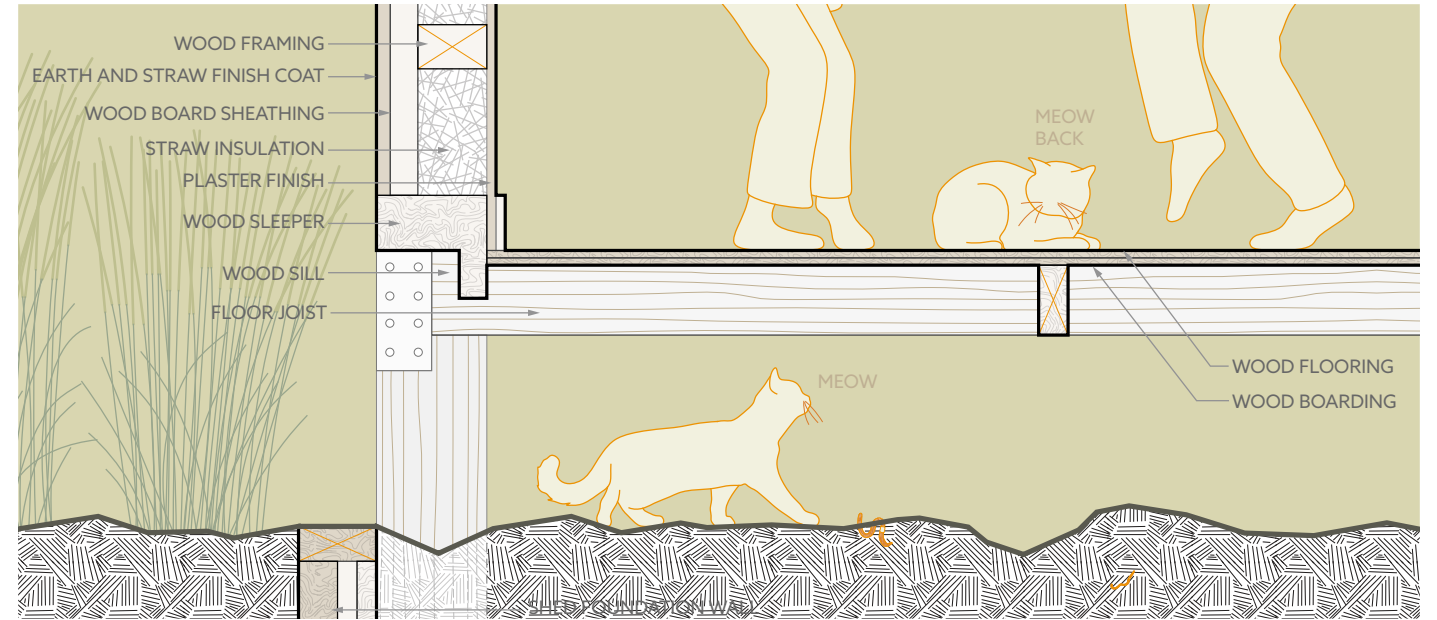 WOOD FRAMING
EARTH AND STRAW FINISH COAT
WOOD BOARD SHEATHING
STRAW INSULATION
PLASTER FINISH
WOOD SLEEPER
WOOD SILL
FLOOR JOIST
MEOW
BACK
MEOW
WOOD FLOORING
WOOD BOARDING
SHED FOUNDATION WALL